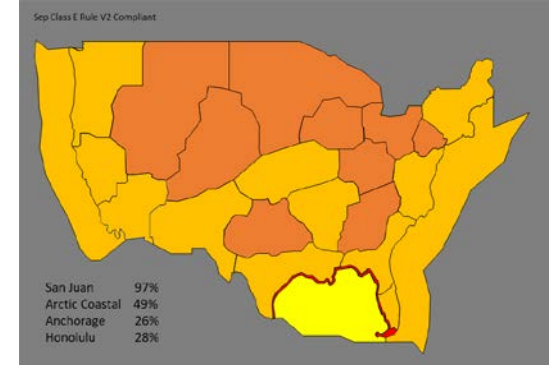 Sep Class E Rule V2 Compliant
San Juan 97%
Arctic Coastal 49%
Anchorage 26%
Honolulu 28%